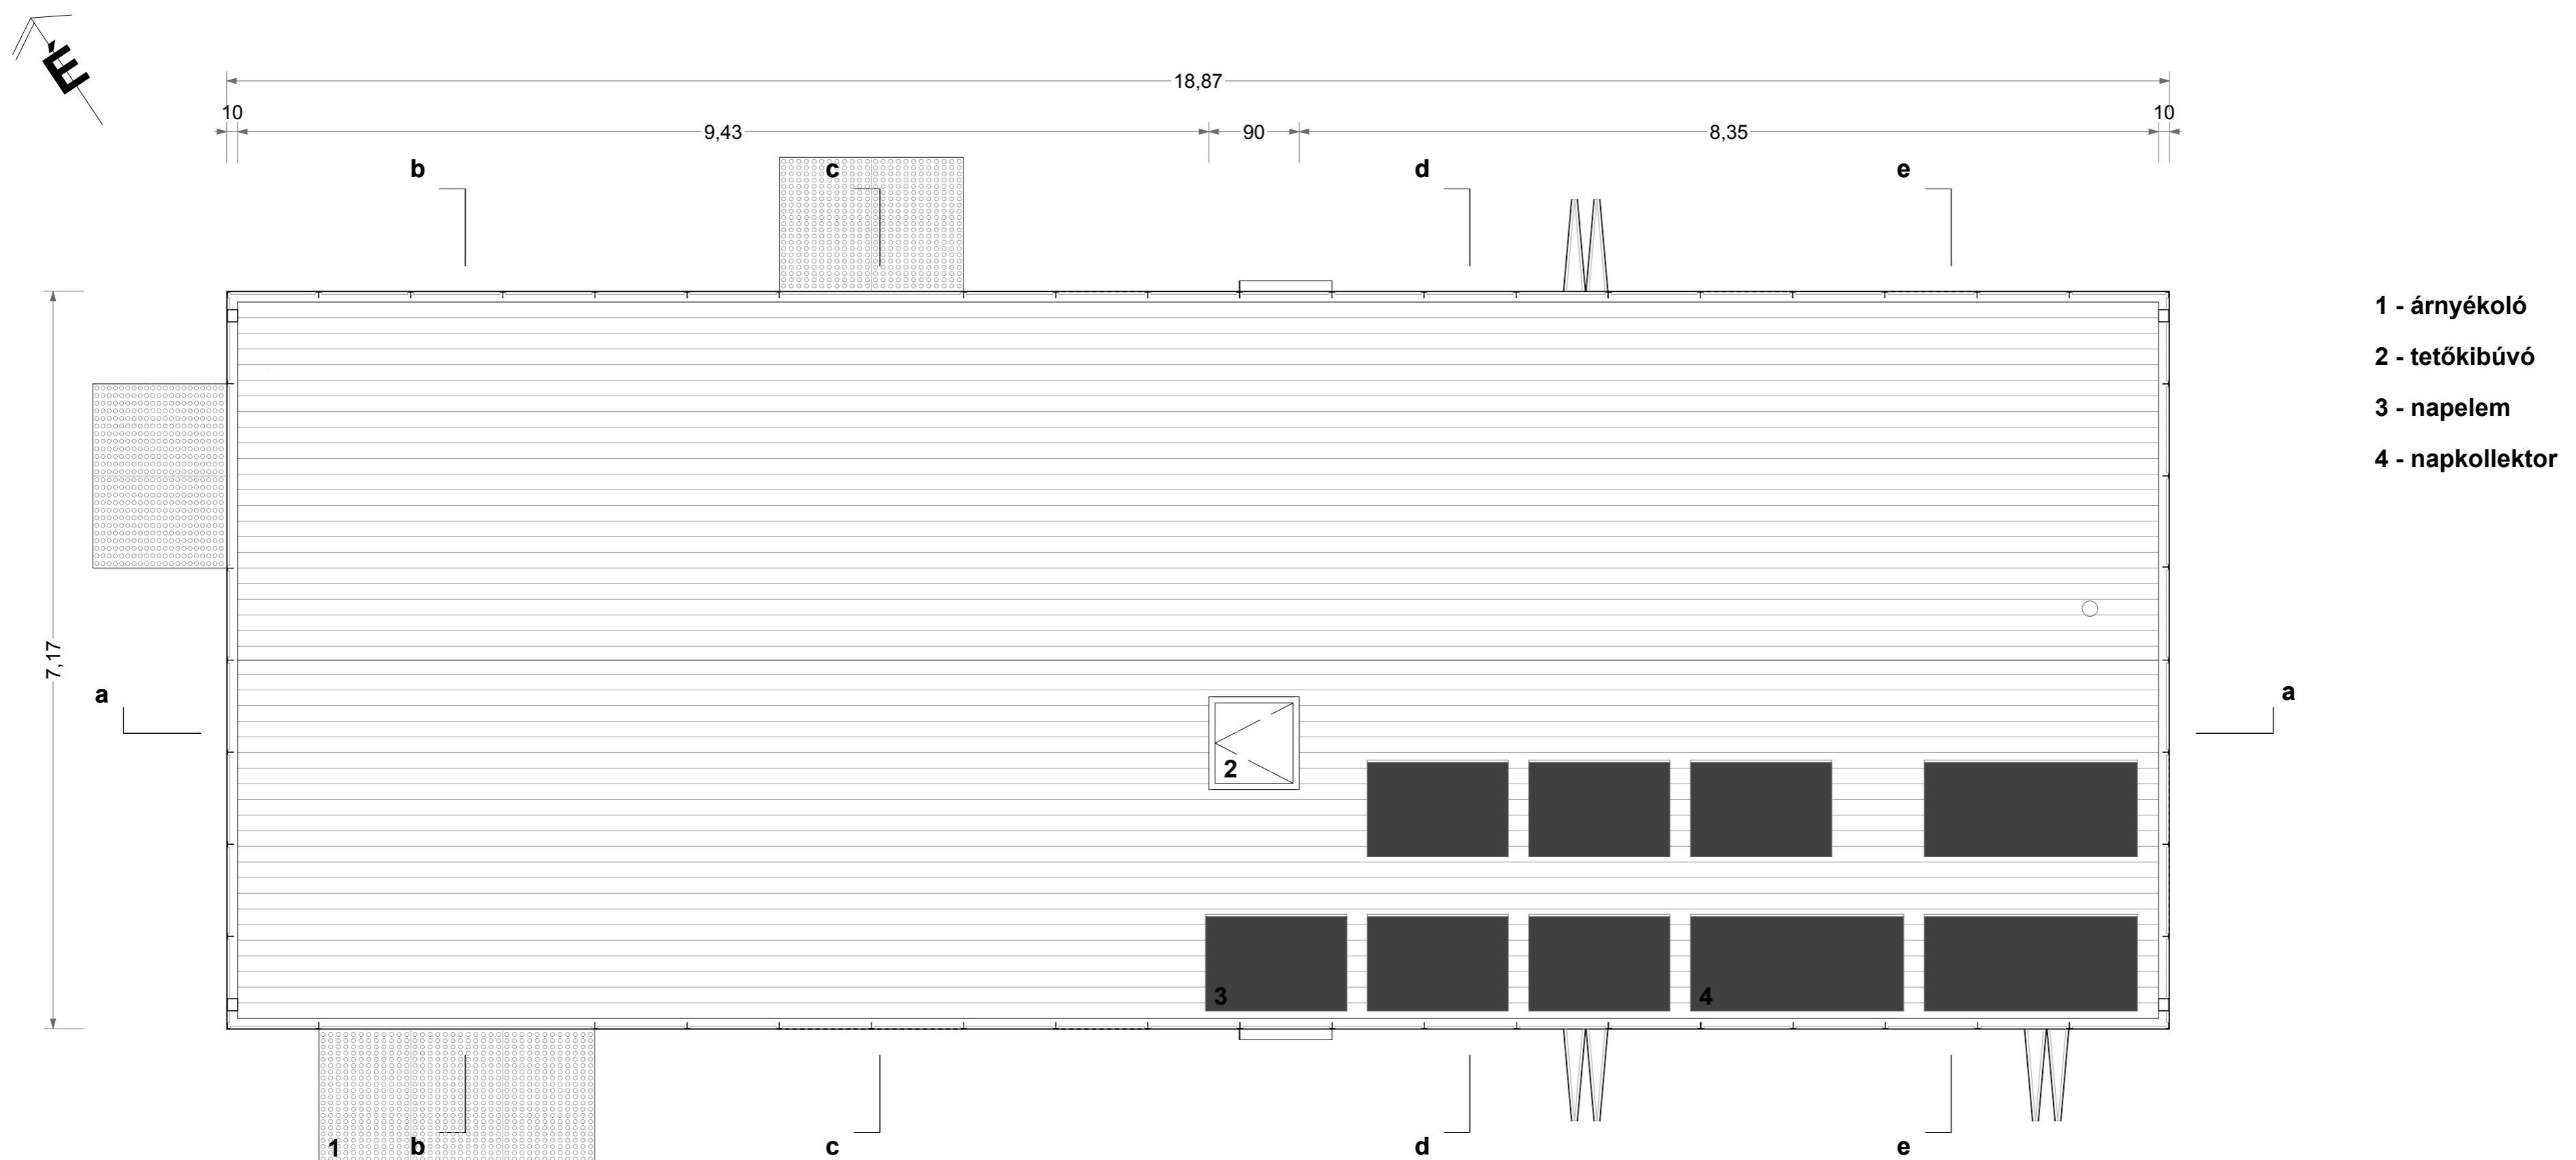 É
18,87
10
9,43
90
8,35
10
b
c
d
e
1 - árnyékoló
2 - tetőkibúvó
3 - napelem
4 - napkollektor
7,17
a
a
2
3
4
1
b
c
d
e